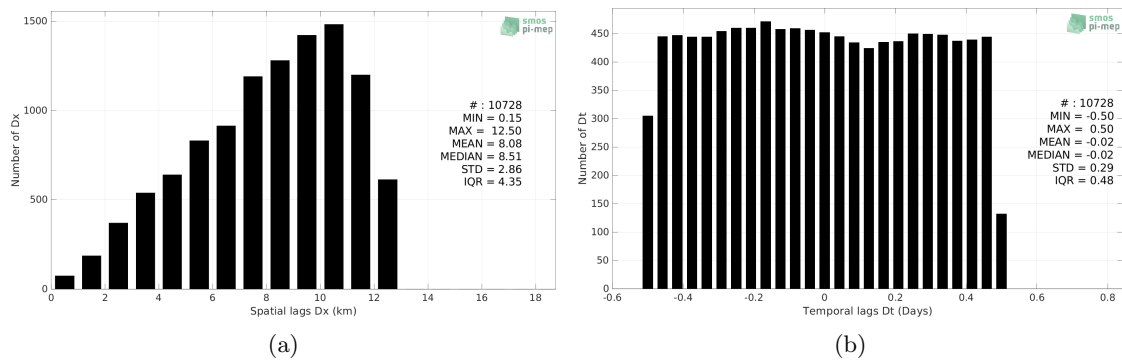 smos
pi-mep
1500
1000
500
0
Number of Dx
# : 10728
MIN = 0.15
MAX = 12.50
MEAN = 8.08
MEDIAN = 8.51
STD = 2.86
IQR = 4.35
0 2 4 6 8 10 12 14 16 18
Spatial lags Dx (km)
(a)
smos
pi-mep
450
400
350
300
250
200
150
100
50
0
Number of Dt
# : 10728
MIN = -0.50
MAX = 0.50
MEAN = -0.02
MEDIAN = -0.02
STD = 0.29
IQR = 0.48
-0.6 -0.4 -0.2 0 0.2 0.4 0.6 0.8
Temporal lags Dt (Days)
(b)